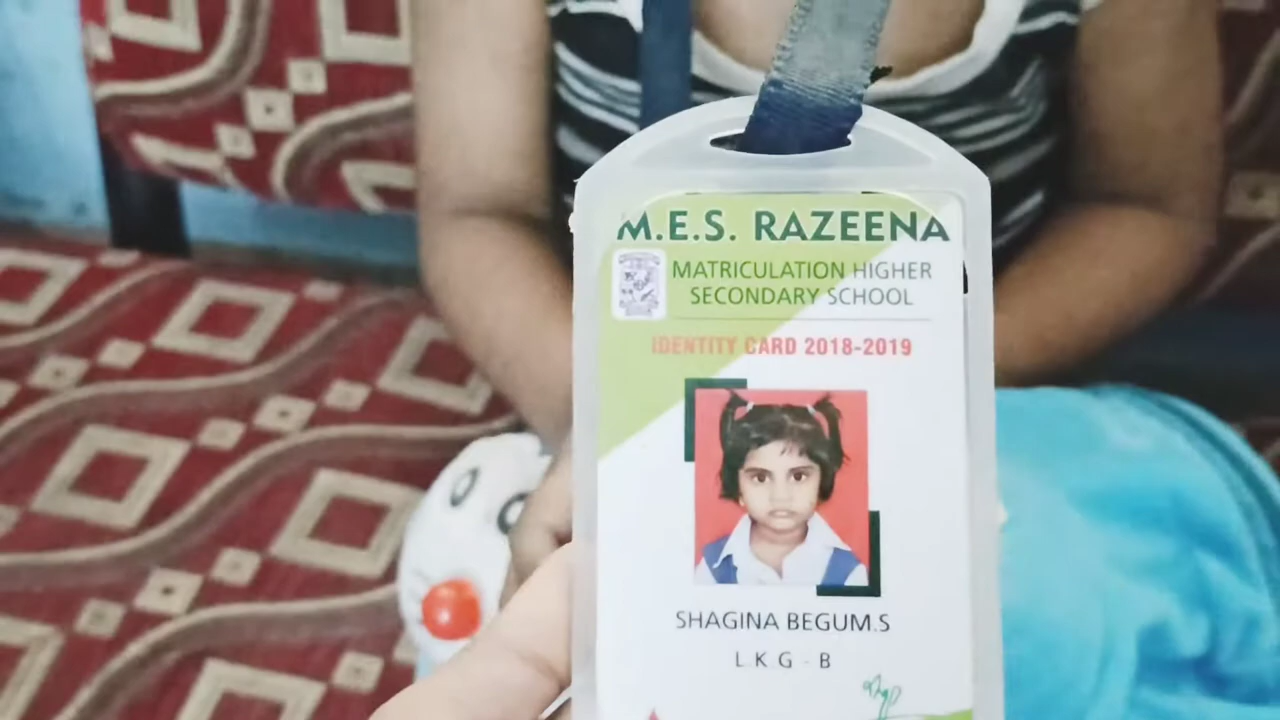 M.E.S. RAZEENA
MATRICULATION HIGHER
SECONDARY SCHOOL
IDENTITY CARD 2018-2019
SHAGINA BEGUM.S
L.K.G - B